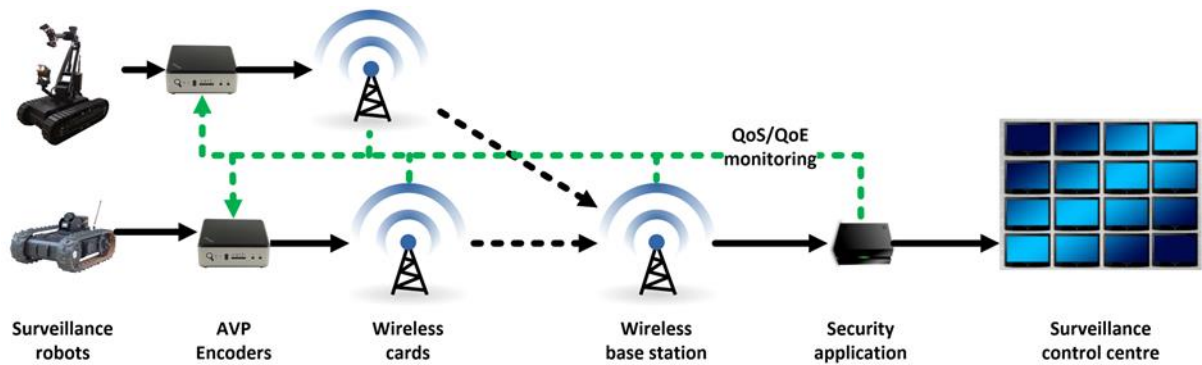 QoS/QoE
monitoring
Surveillance
robots
AVP
Encoders
Wireless
cards
Wireless
base station
Security
application
Surveillance
control centre